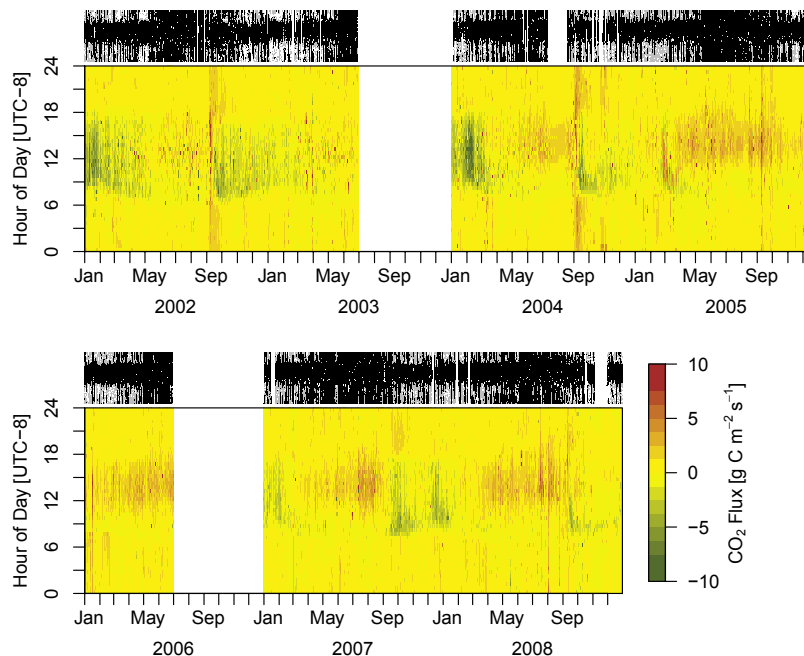 24
18
12
6
0
Hour of Day [UTC−8]
Jan May Sep Jan May Sep Jan May Sep Jan May Sep
2002 2003 2004 2005
24
18
12
6
0
Hour of Day [UTC−8]
Jan May Sep Jan May Sep Jan May Sep
2006 2007 2008
10
5
0
−5
−10
CO₂ Flux [g C m⁻² s⁻¹]